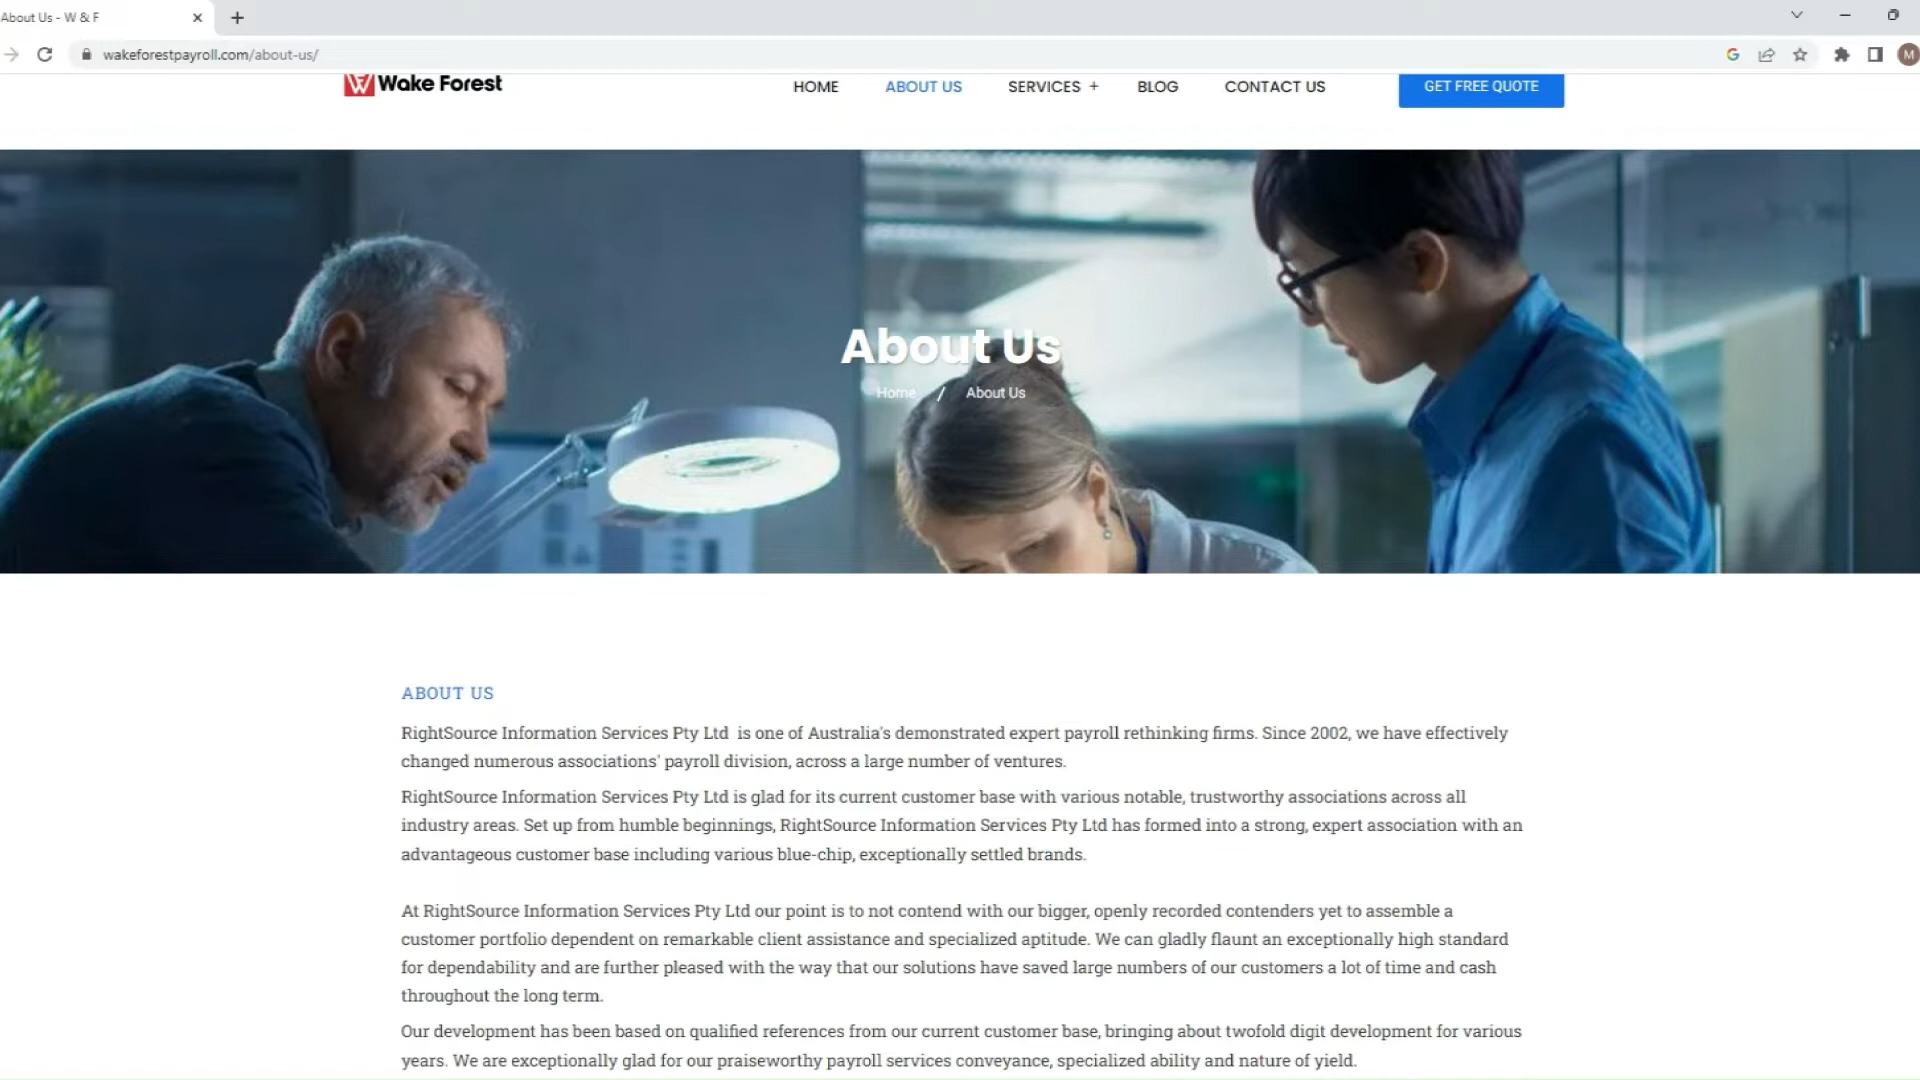 About Us - W & F
wakeforestpayroll.com/about-us/
M
Wake Forest
HOME
ABOUT US
SERVICES +
BLOG
CONTACT US
GET FREE QUOTE
About Us
Home / About Us
ABOUT US
RightSource Information Services Pty Ltd is one of Australia's demonstrated expert payroll rethinking firms. Since 2002, we have effectively
changed numerous associations' payroll division, across a large number of ventures.
RightSource Information Services Pty Ltd is glad for its current customer base with various notable, trustworthy associations across all
industry areas. Set up from humble beginnings, RightSource Information Services Pty Ltd has formed into a strong, expert association with an
advantageous customer base including various blue-chip, exceptionally settled brands.
At RightSource Information Services Pty Ltd our point is to not contend with our bigger, openly recorded contenders yet to assemble a
customer portfolio dependent on remarkable client assistance and specialized aptitude. We can gladly flaunt an exceptionally high standard
for dependability and are further pleased with the way that our solutions have saved large numbers of our customers a lot of time and cash
throughout the long term.
Our development has been based on qualified references from our current customer base, bringing about twofold digit development for various
years. We are exceptionally glad for our praiseworthy payroll services conveyance, specialized ability and nature of yield.